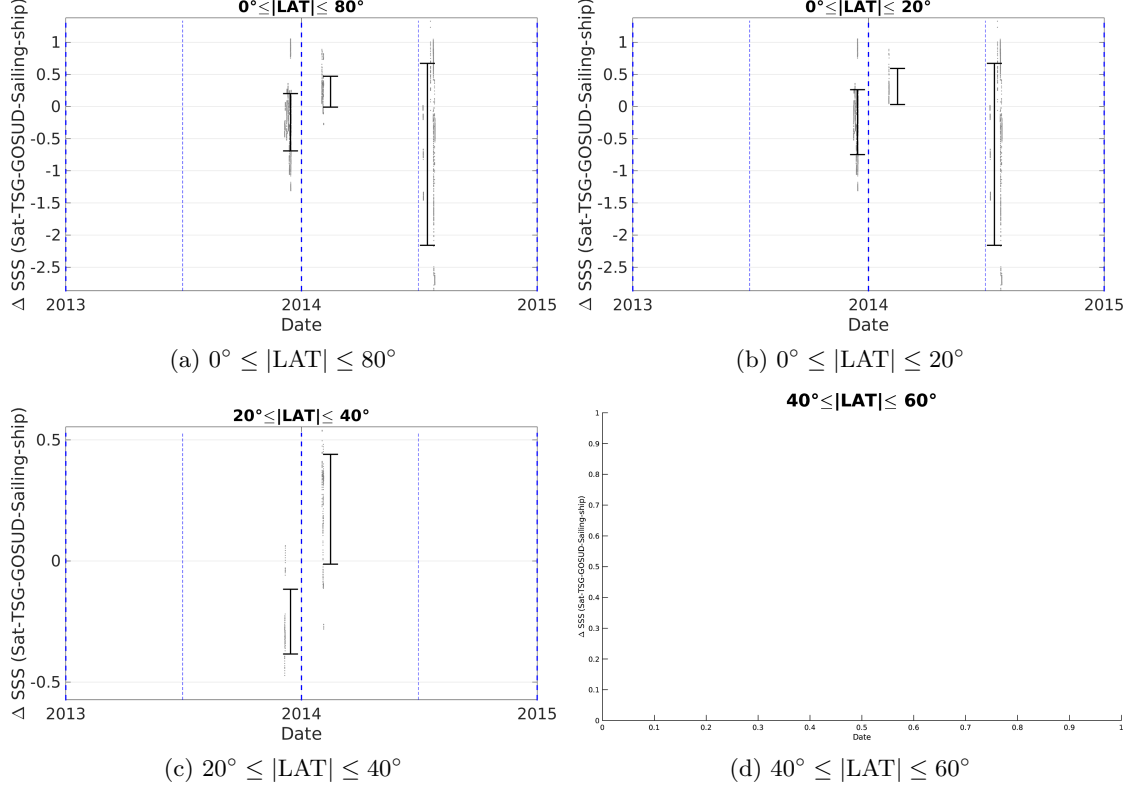 0°≤|LAT|≤ 80°
Δ SSS (Sat-TSG-GOSUD-Sailing-ship)
1
0.5
0
-0.5
-1
-1.5
-2
-2.5
2013 2014 2015
Date
(a) 0° ≤ |LAT| ≤ 80°
0°≤|LAT|≤ 20°
Δ SSS (Sat-TSG-GOSUD-Sailing-ship)
1
0.5
0
-0.5
-1
-1.5
-2
-2.5
2013 2014 2015
Date
(b) 0° ≤ |LAT| ≤ 20°
20°≤|LAT|≤ 40°
Δ SSS (Sat-TSG-GOSUD-Sailing-ship)
0.5
0
-0.5
2013 2014 2015
Date
(c) 20° ≤ |LAT| ≤ 40°
40°≤|LAT|≤ 60°
Δ SSS (Sat-TSG-GOSUD-Sailing-ship)
1
0.9
0.8
0.7
0.6
0.5
0.4
0.3
0.2
0.1
0
0 0.1 0.2 0.3 0.4 0.5 0.6 0.7 0.8 0.9 1
Date
(d) 40° ≤ |LAT| ≤ 60°